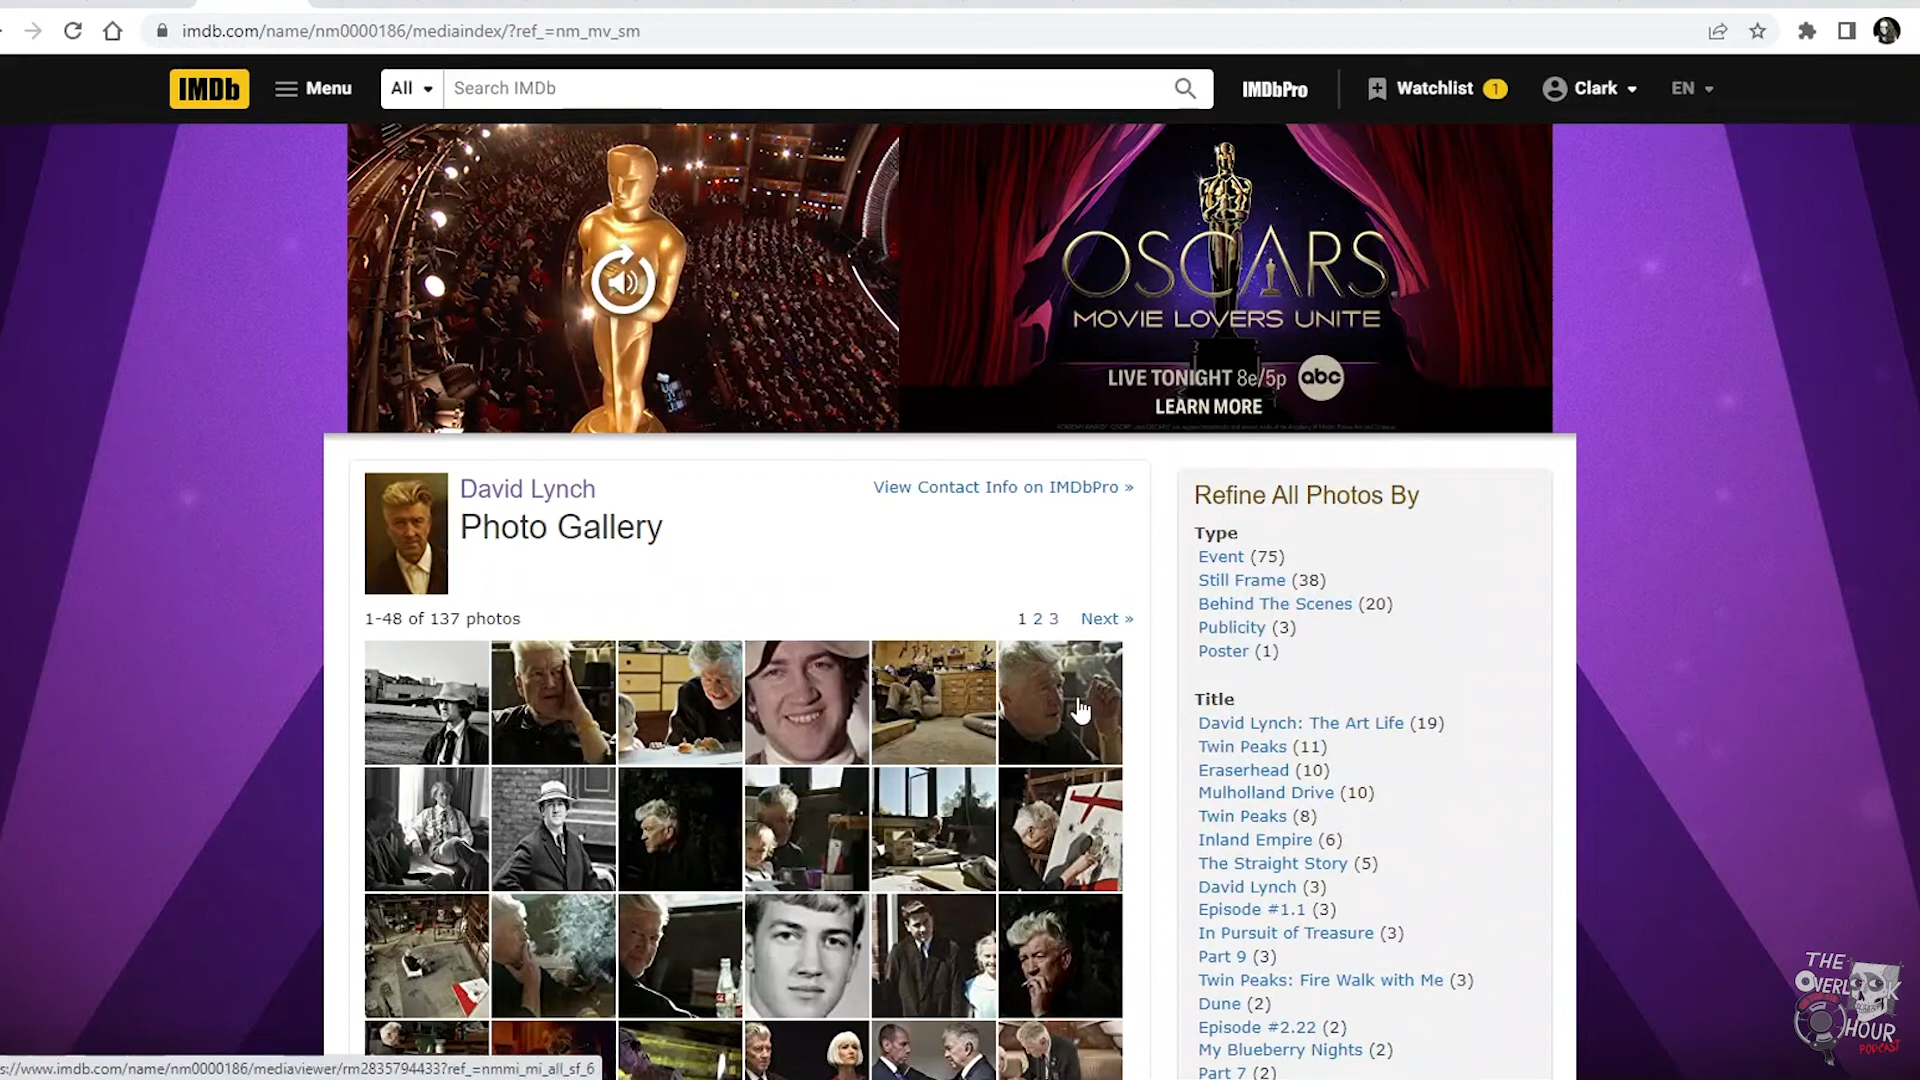 imdb.com/name/nm0000186/mediaindex/?ref_=nm_mv_sm
IMDb
Menu
All
Search IMDb
IMDbPro
Watchlist 1
Clark
EN
OSCARS
MOVIE LOVERS UNITE
LIVE TONIGHT 8e/5p abc
LEARN MORE
David Lynch
Photo Gallery
View Contact Info on IMDbPro »
1-48 of 137 photos
1 2 3 Next »
Refine All Photos By
Type
Event (75)
Still Frame (38)
Behind The Scenes (20)
Publicity (3)
Poster (1)
Title
David Lynch: The Art Life (19)
Twin Peaks (11)
Eraserhead (10)
Mulholland Drive (10)
Twin Peaks (8)
Inland Empire (6)
The Straight Story (5)
David Lynch (3)
Episode #1.1 (3)
In Pursuit of Treasure (3)
Part 9 (3)
Twin Peaks: Fire Walk with Me (3)
Dune (2)
Episode #2.22 (2)
My Blueberry Nights (2)
Part 7 (2)
s://www.imdb.com/name/nm0000186/mediaviewer/rm2835794433?ref_=nmmi_mi_all_sf_6
THE
OVERLOOK
HOUR
PODCAST